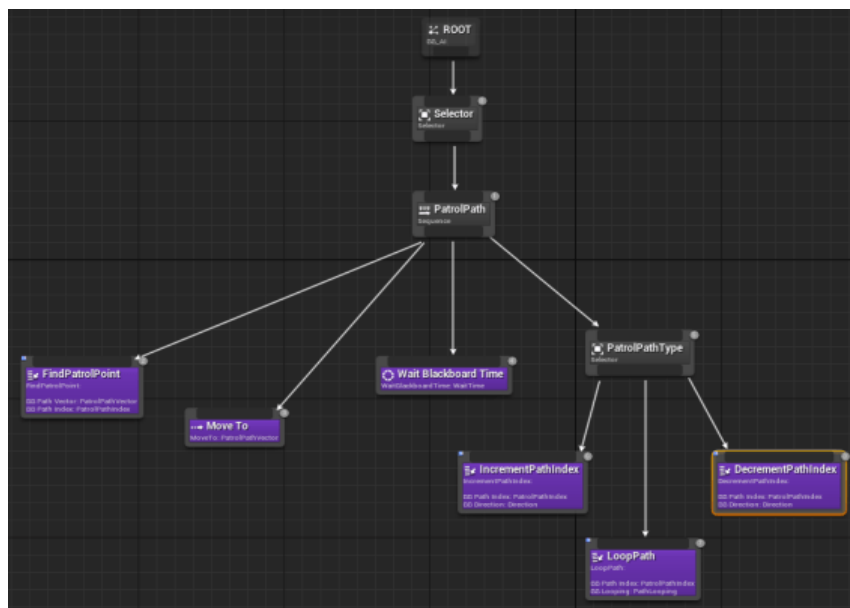 ROOT
BB_AI
Selector
Selector
PatrolPath
Sequence
FindPatrolPoint
FindPatrolPoint:
BB Path Vector: PatrolPathVector
BB Path Index: PatrolPathIndex
Move To
MoveTo: PatrolPathVector
Wait Blackboard Time
WaitBlackboardTime: WaitTime
PatrolPathType
Selector
IncrementPathIndex
IncrementPathIndex:
BB Path Index: PatrolPathIndex
BB Direction: Direction
LoopPath
LoopPath:
BB Path Index: PatrolPathIndex
BB Looping: PathLooping
DecrementPathIndex
DecrementPathIndex:
BB Path Index: PatrolPathIndex
BB Direction: Direction